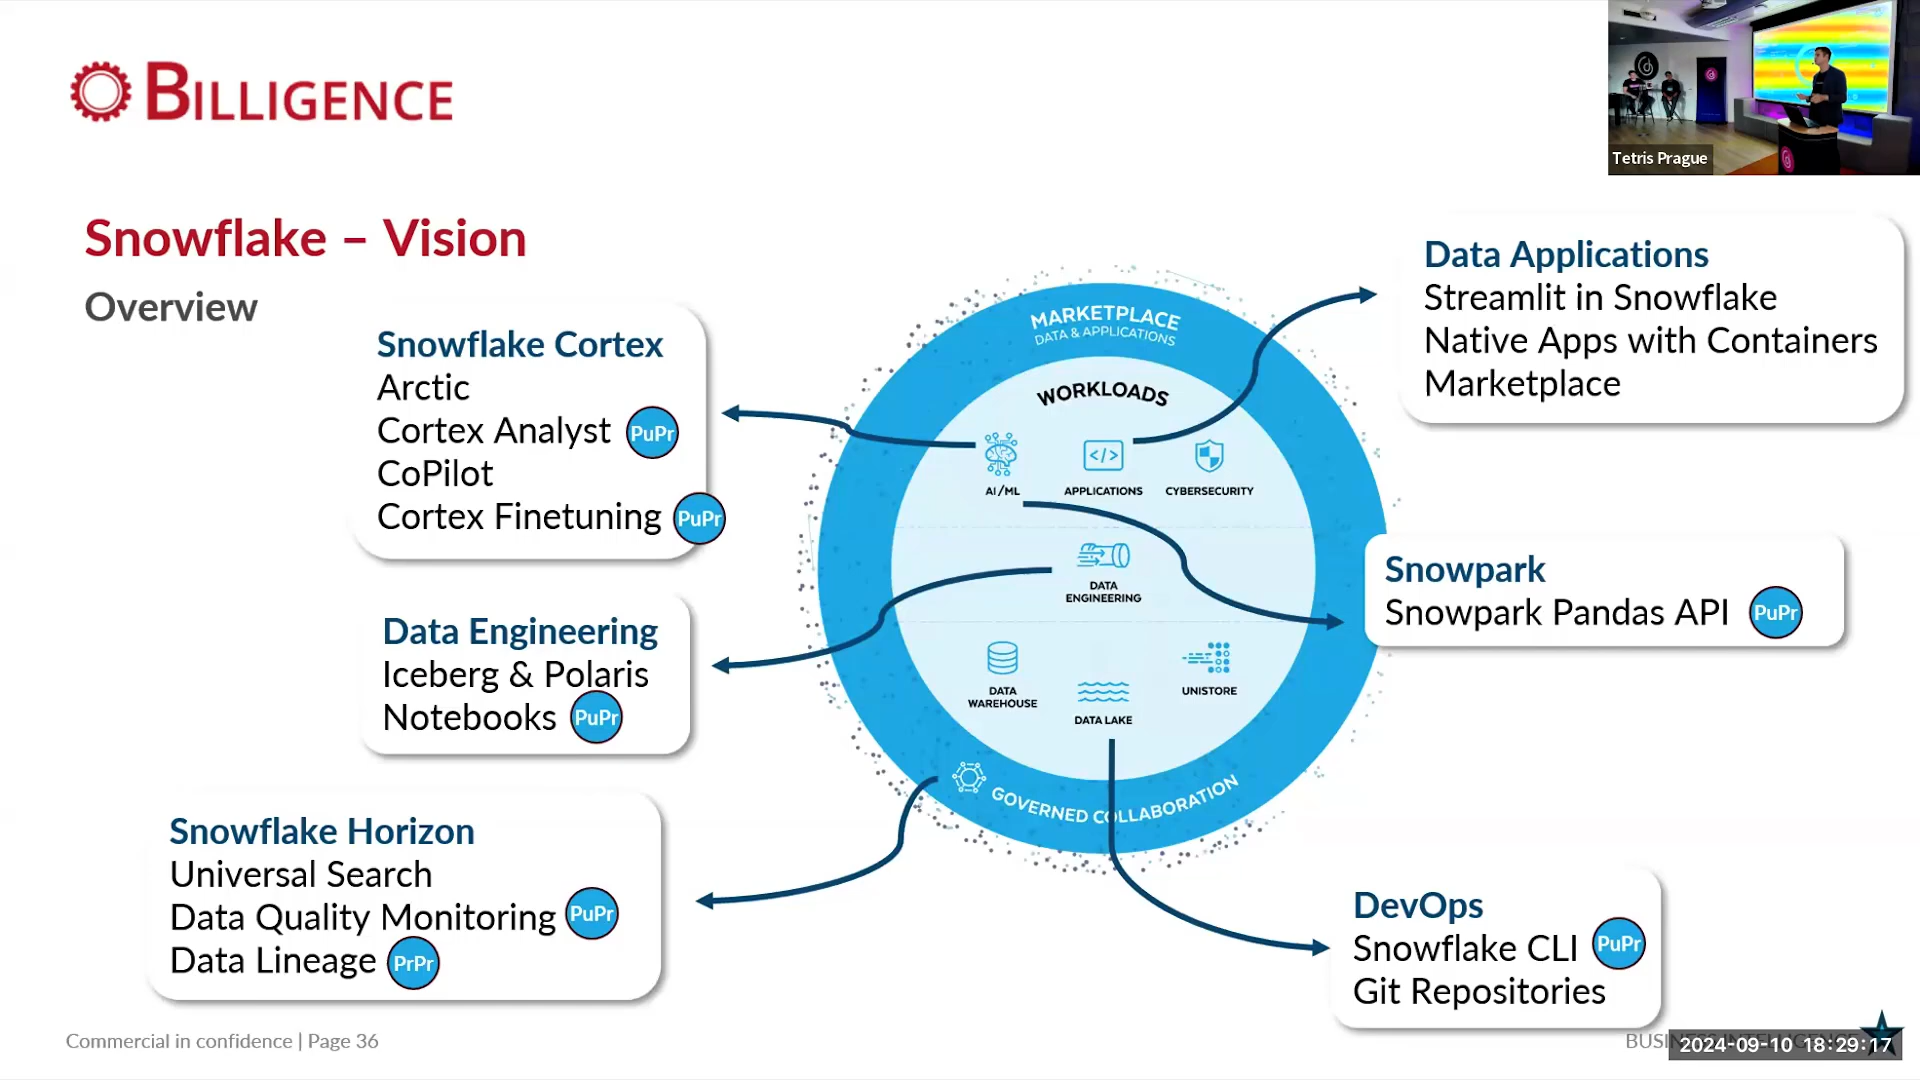 BILLIGENCE
Tetris Prague
Snowflake – Vision
Overview
Snowflake Cortex
Arctic
Cortex Analyst PuPr
CoPilot
Cortex Finetuning PuPr
Data Engineering
Iceberg & Polaris
Notebooks PuPr
Snowflake Horizon
Universal Search
Data Quality Monitoring PuPr
Data Lineage PrPr
MARKETPLACE
DATA & APPLICATIONS
WORKLOADS
AI/ML
APPLICATIONS
CYBERSECURITY
DATA
ENGINEERING
DATA
WAREHOUSE
DATA LAKE
UNISTORE
GOVERNED COLLABORATION
Data Applications
Streamlit in Snowflake
Native Apps with Containers
Marketplace
Snowpark
Snowpark Pandas API PuPr
DevOps
Snowflake CLI PuPr
Git Repositories
Commercial in confidence | Page 36
2024-09-10 18:29:17